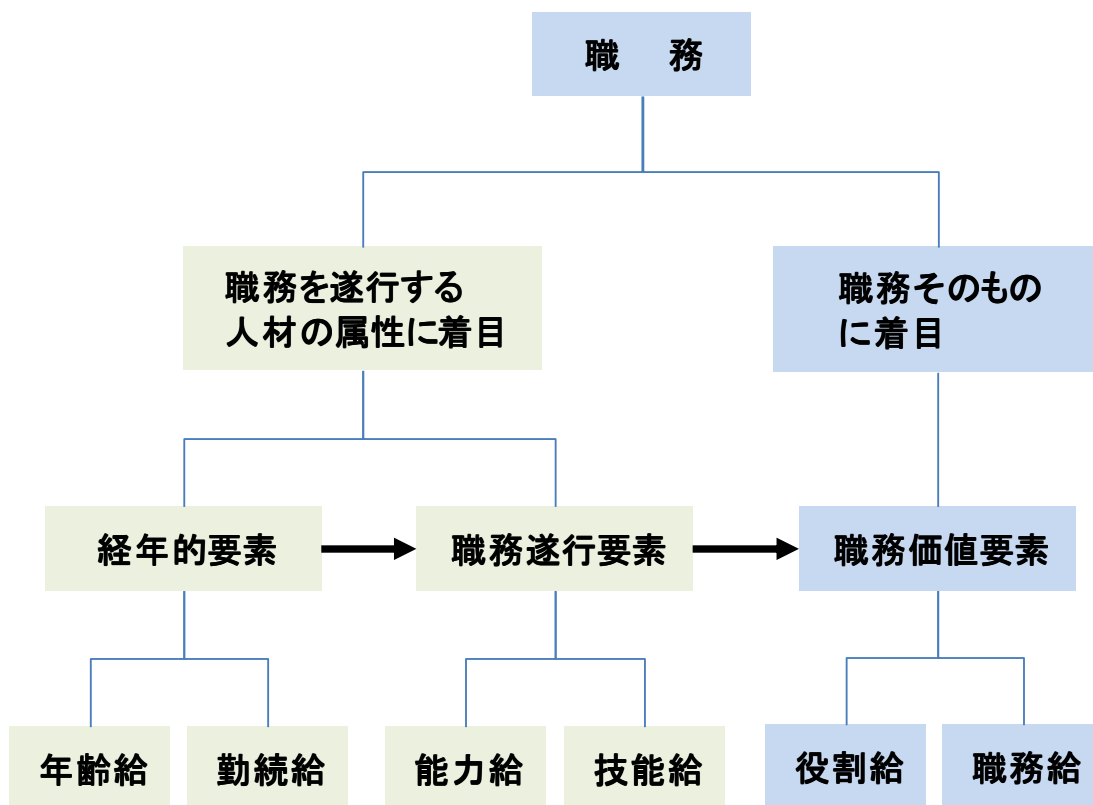 職 務
職務を遂行する
人材の属性に着目
職務そのもの
に着目
経年的要素
職務遂行要素
職務価値要素
年齢給
勤続給
能力給
技能給
役割給
職務給